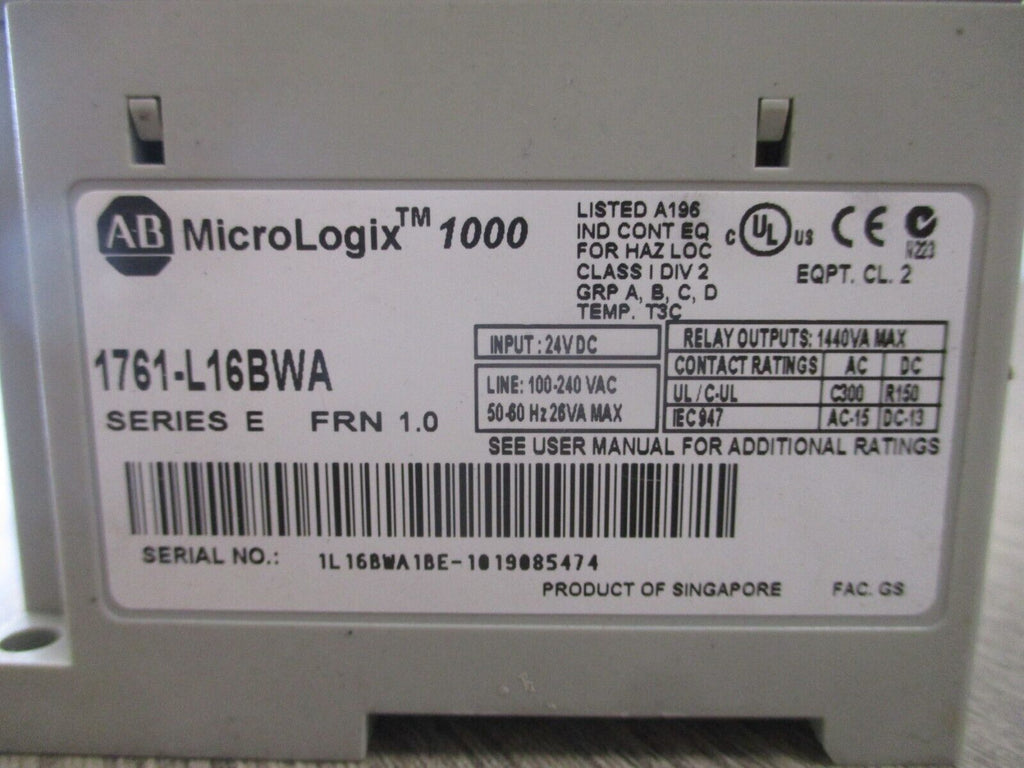 AB MicroLogix™ 1000
LISTED A196
IND CONT EQ
FOR HAZ LOC
CLASS I DIV 2
GRP A, B, C, D
TEMP. T3C
C UL US CE
N223
EQPT. CL. 2
1761-L16BWA
SERIES E FRN 1.0
INPUT: 24VDC
LINE: 100-240 VAC
50-60 Hz 26VA MAX
RELAY OUTPUTS: 1440VA MAX
CONTACT RATINGS AC DC
UL / C-UL C300 R150
IEC947 AC-15 DC-13
SEE USER MANUAL FOR ADDITIONAL RATINGS
SERIAL NO.: 1L16BWA1BE-1019085474
PRODUCT OF SINGAPORE FAC. GS